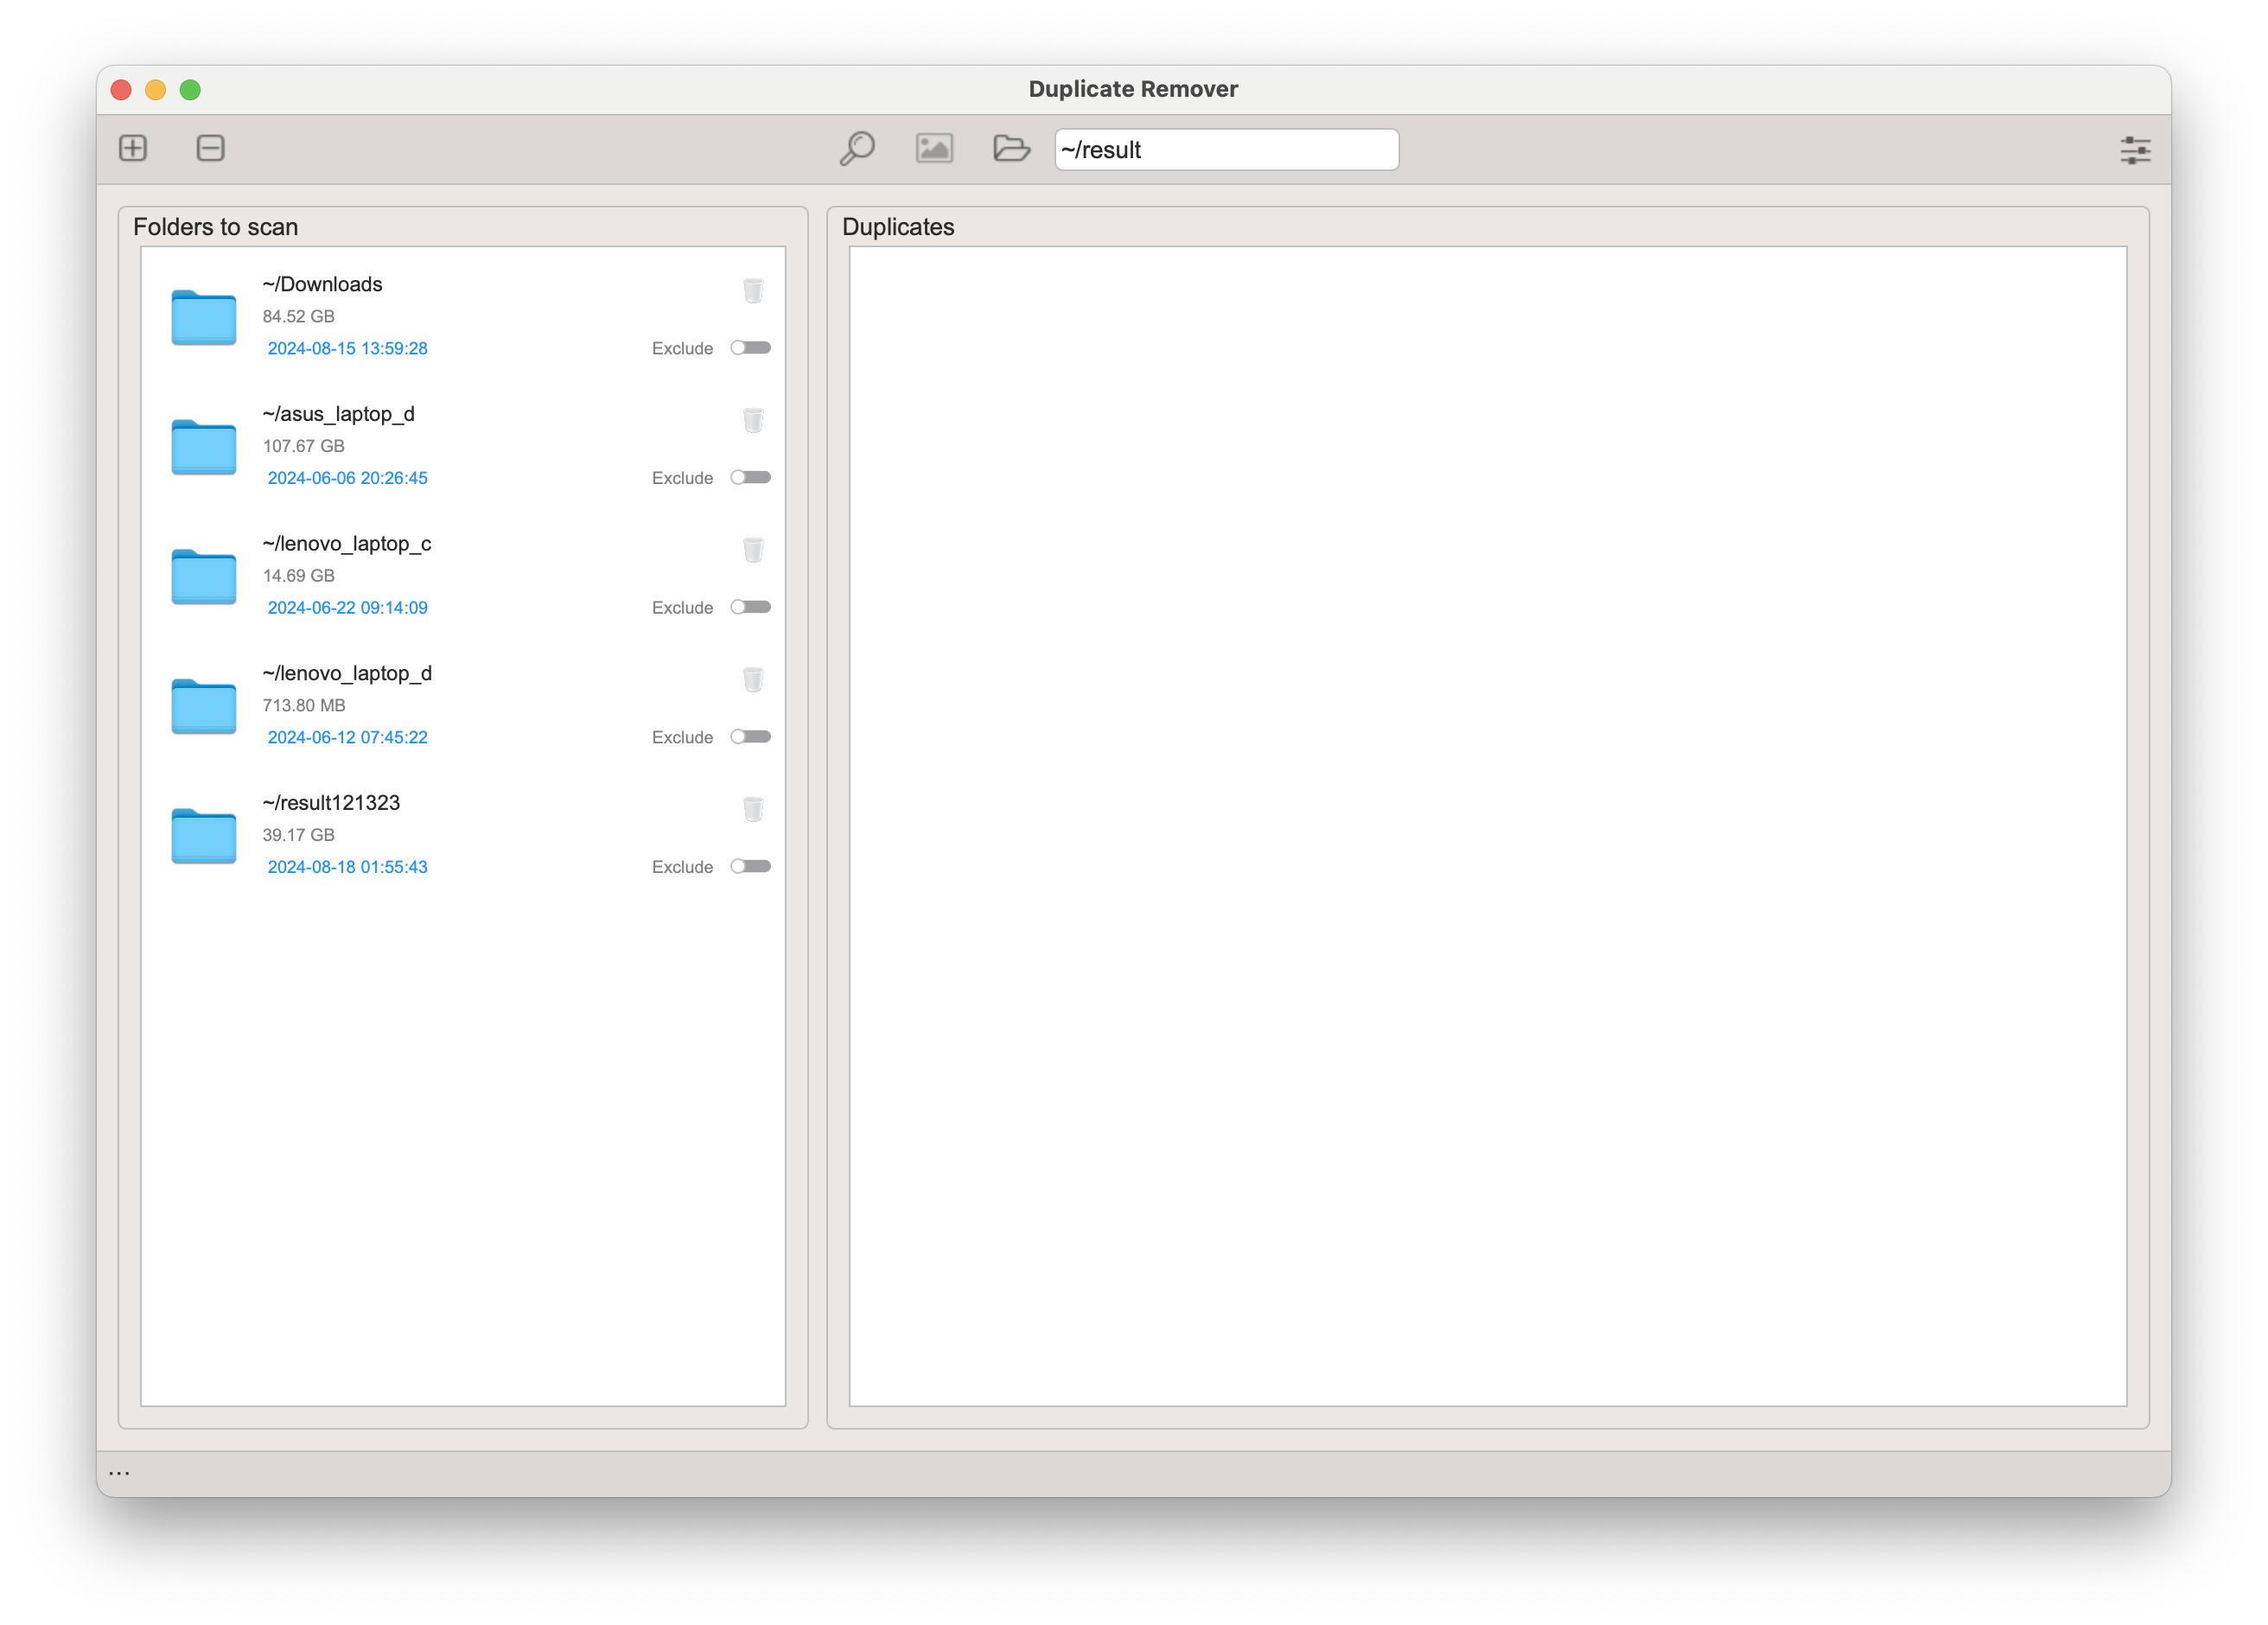 Duplicate Remover
~/result
Folders to scan
~/Downloads
84.52 GB
2024-08-15 13:59:28
Exclude
~/asus_laptop_d
107.67 GB
2024-06-06 20:26:45
Exclude
~/lenovo_laptop_c
14.69 GB
2024-06-22 09:14:09
Exclude
~/lenovo_laptop_d
713.80 MB
2024-06-12 07:45:22
Exclude
~/result121323
39.17 GB
2024-08-18 01:55:43
Exclude
Duplicates
...